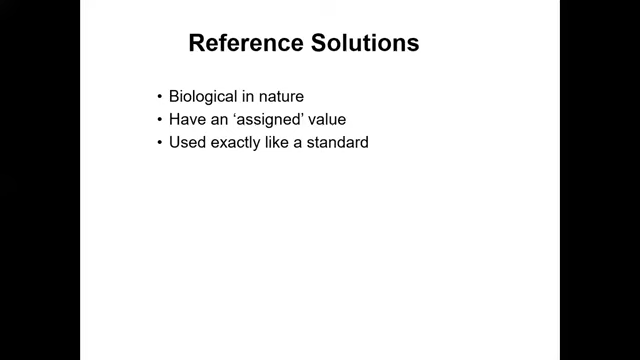 Reference Solutions
• Biological in nature
• Have an ‘assigned’ value
• Used exactly like a standard